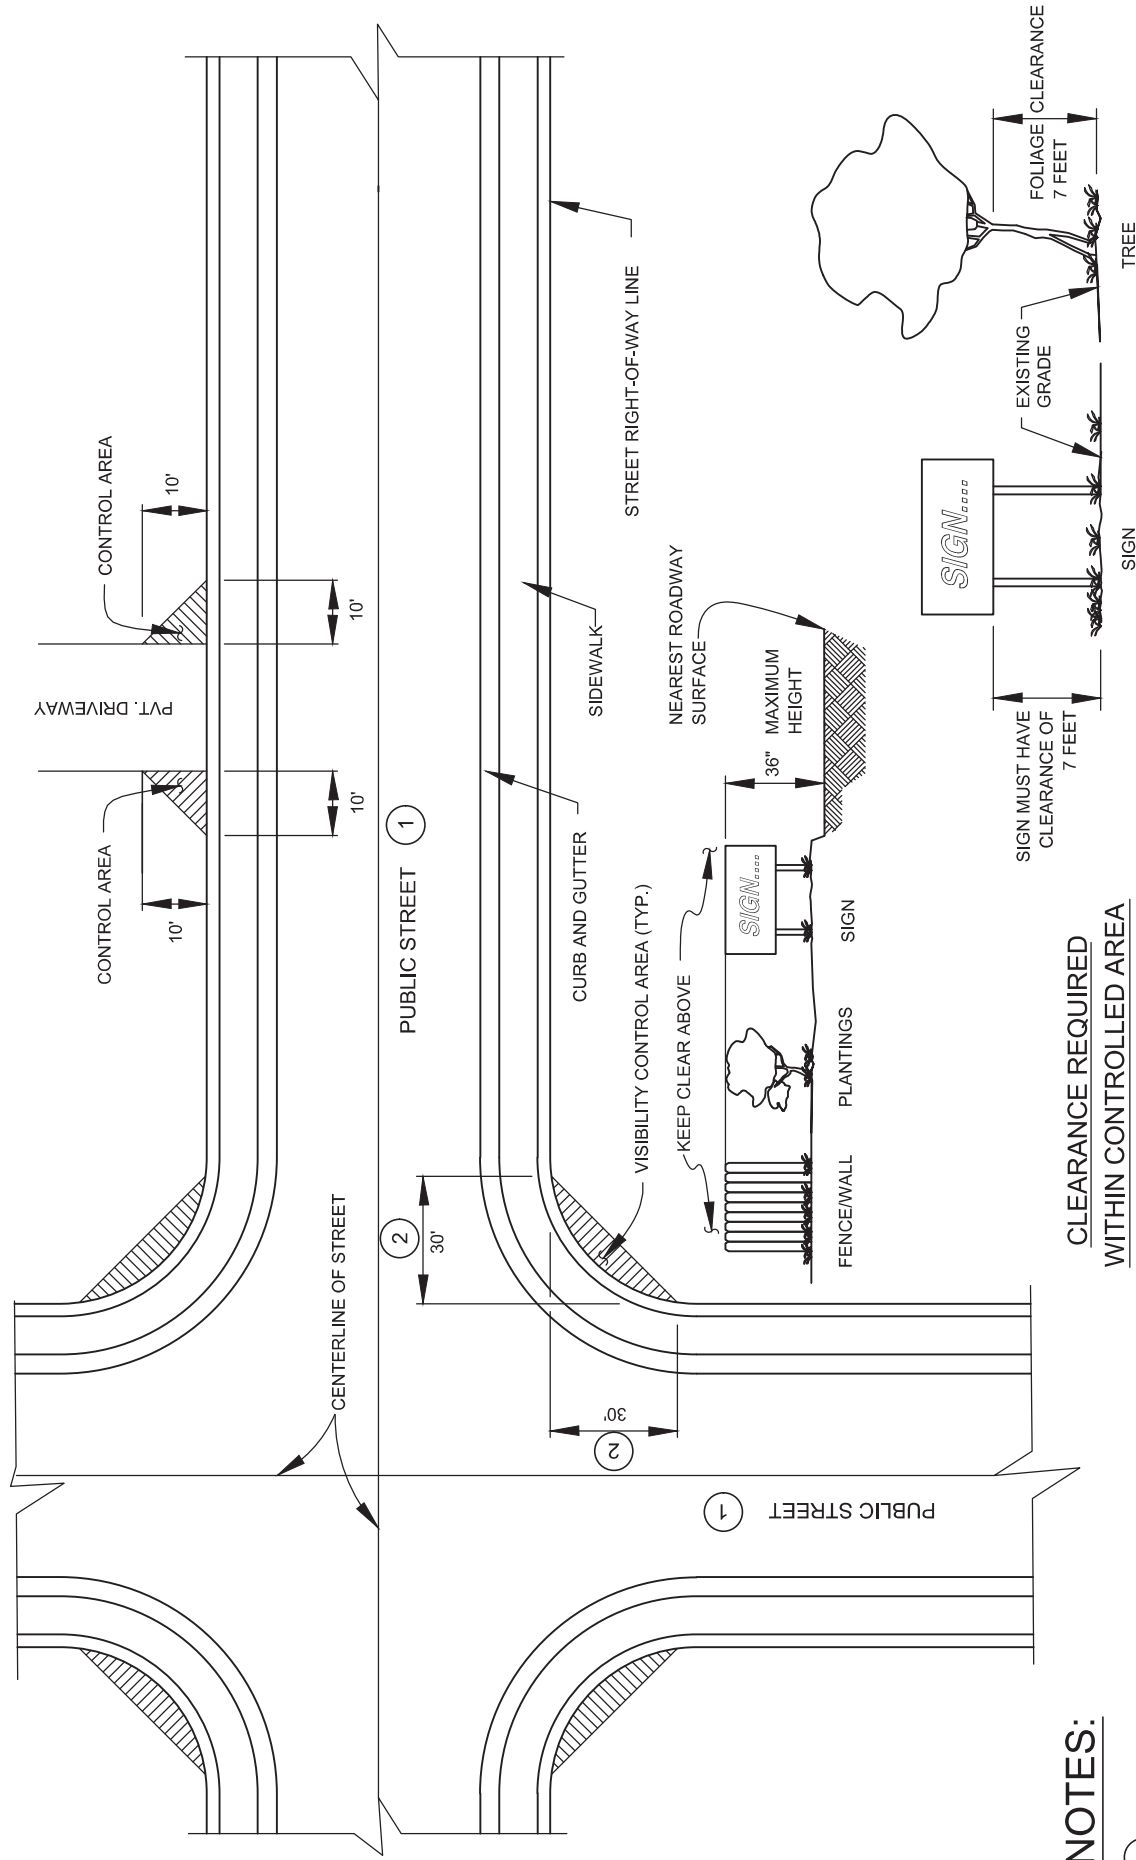 CONTROL AREA
10'
10'
PVT. DRIVEWAY
CONTROL AREA
10'
10'
CENTERLINE OF STREET
PUBLIC STREET 1
2
30'
2
30'
PUBLIC STREET 1
CURB AND GUTTER
SIDEWALK
STREET RIGHT-OF-WAY LINE
VISIBILITY CONTROL AREA (TYP.)
KEEP CLEAR ABOVE
NEAREST ROADWAY
SURFACE
36" MAXIMUM
HEIGHT
SIGN....
FENCE/WALL
PLANTINGS
SIGN
SIGN MUST HAVE
CLEARANCE OF
7 FEET
SIGN....
EXISTING
GRADE
FOLIAGE CLEARANCE
7 FEET
SIGN
TREE
CLEARANCE REQUIRED
WITHIN CONTROLLED AREA
NOTES: